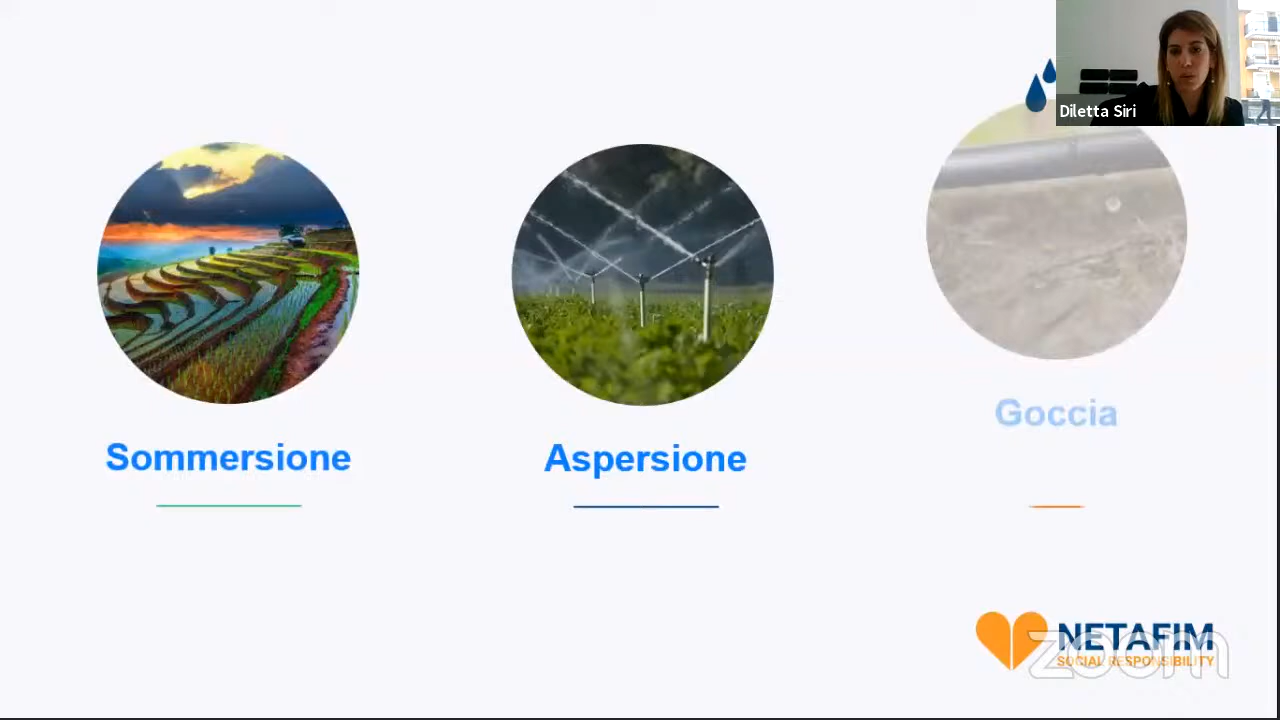 Diletta Siri
Sommersione
Aspersione
Goccia
NETAFIM
SOCIAL RESPONSIBILITY
zoom